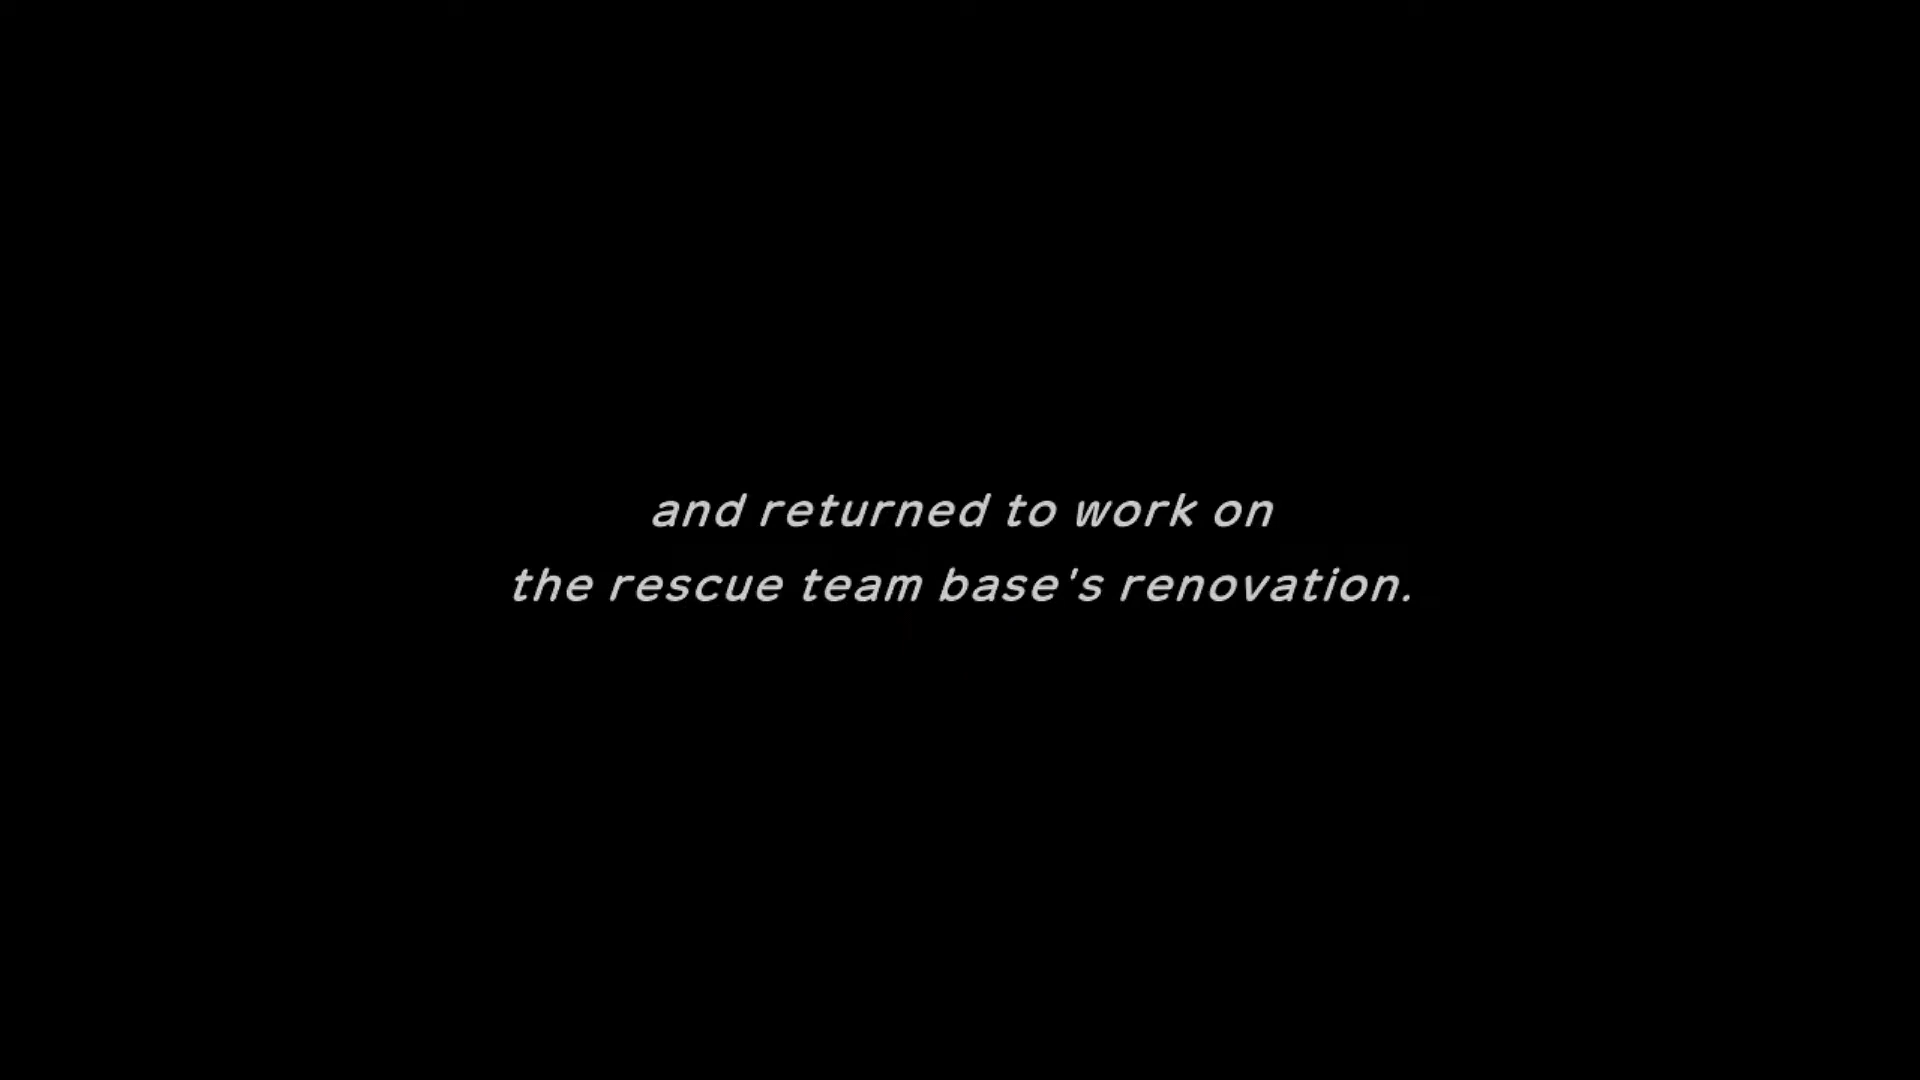 and returned to work on
the rescue team base's renovation.